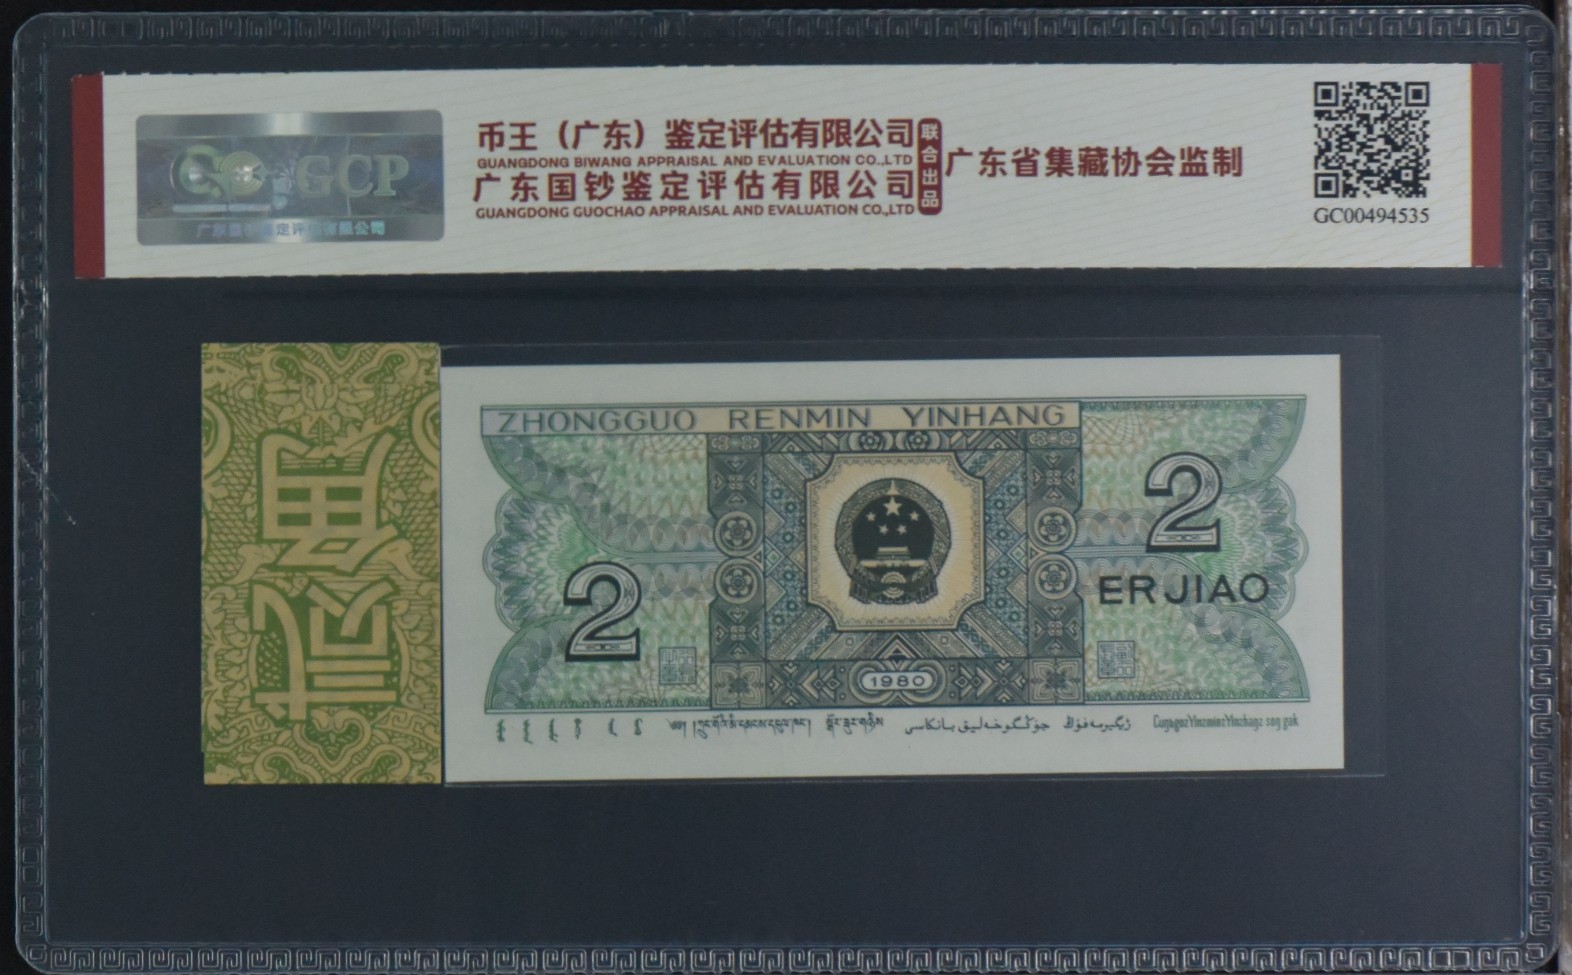 GCP
币王（广东）鉴定评估有限公司
GUANGDONG BIWANG APPRAISAL AND EVALUATION CO.,LTD
广东国钞鉴定评估有限公司
GUANGDONG GUOCHAO APPRAISAL AND EVALUATION CO.,LTD
联合出品
广东省集藏协会监制
GC00494535
ZHONGGUO RENMIN YINHANG
2
ER JIAO
2
1980